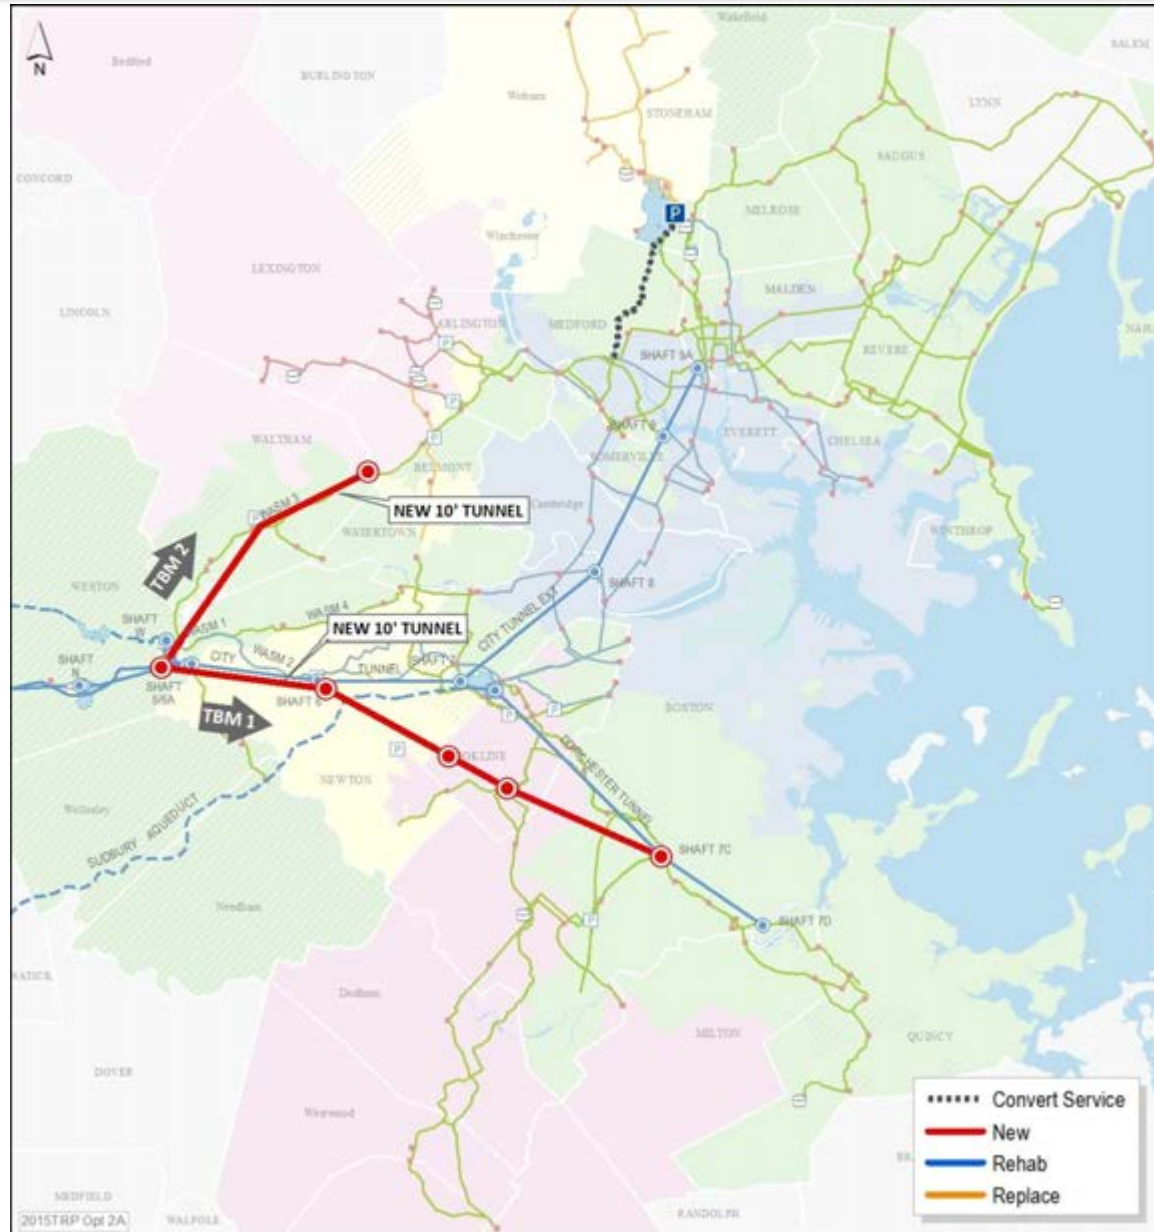 Wakefield
N
Bedford
BURLINGTON
SALEM
Woburn
STONEHAM
LYNN
CONCORD
SAUGUS
P
MELROSE
Winchester
LEXINGTON
MALDEN
LINCOLN
ARLINGTON
MEDFORD
REVERE
SHAFT 9A
P
P
WALTHAM
P
SHAFT 9
EVERETT
CHELSEA
SOMERVILLE
BELMONT
WASM 3
NEW 10' TUNNEL
Cambridge
WATERTOWN
WINTHROP
TBM 2
WESTON
SHAFT 8
WASM 4
CITY TUNNEL EXT
SHAFT
W
WASM 1
NEW 10' TUNNEL
WASM 2
SHAFT
N
CITY
TUNNEL
SHAFT 7
SHAFT
5/5A
SHAFT 6
TBM 1
P
P
BOSTON
P
OKLINE
NEWTON
DORCHESTER TUNNEL
Wellesley
SUDBURY AQUEDUCT
SHAFT 7C
Needham
P
SHAFT 7D
NATICK
Dedham
MILTON
QUINCY
DOVER
Westwood
Convert Service
New
Rehab
Replace
MEDFIELD
2015TRP Opt 2A
WALPOLE
RANDOLPH